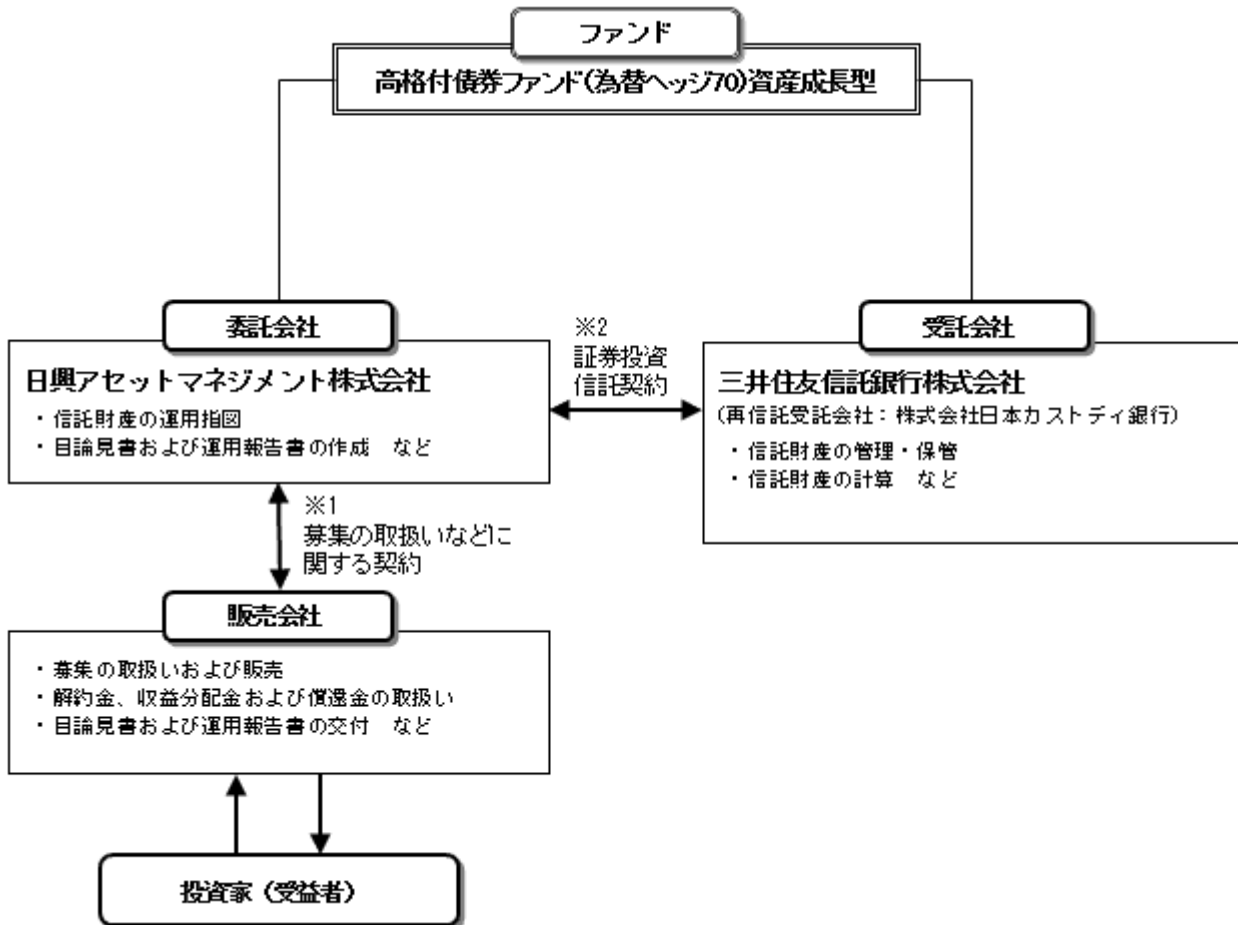 ファンド
高格付債券ファンド(為替ヘッジ70)資産成長型
委託会社
日興アセットマネジメント株式会社
・信託財産の運用指図
・目論見書および運用報告書の作成　など
※2
証券投資
信託契約
受託会社
三井住友信託銀行株式会社
(再信託受託会社：株式会社日本カストディ銀行)
・信託財産の管理・保管
・信託財産の計算　など
※1
募集の取扱いなどに
関する契約
販売会社
・募集の取扱いおよび販売
・解約金、収益分配金および償還金の取扱い
・目論見書および運用報告書の交付　など
投資家（受益者）